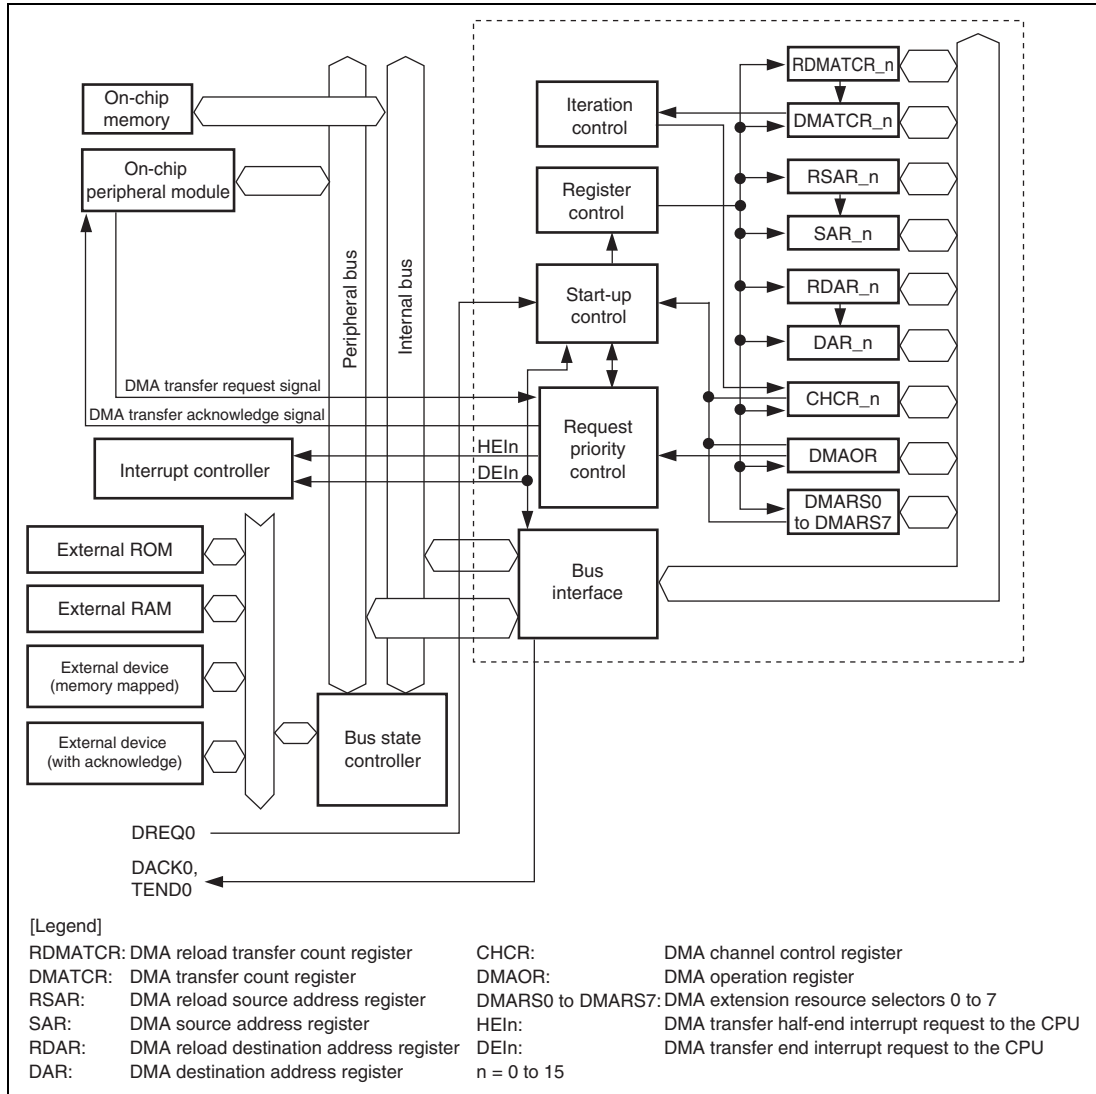 On-chip
memory
On-chip
peripheral module
Peripheral bus
Internal bus
DMA transfer request signal
DMA transfer acknowledge signal
Interrupt controller
HEIn
DEIn
External ROM
External RAM
External device
(memory mapped)
External device
(with acknowledge)
Bus state
controller
DREQ0
DACK0,
TEND0
Iteration
control
Register
control
Start-up
control
Request
priority
control
Bus
interface
RDMATCR_n
DMATCR_n
RSAR_n
SAR_n
RDAR_n
DAR_n
CHCR_n
DMAOR
DMARS0
to DMARS7
[Legend]
RDMATCR: DMA reload transfer count register
DMATCR: DMA transfer count register
RSAR: DMA reload source address register
SAR: DMA source address register
RDAR: DMA reload destination address register
DAR: DMA destination address register
CHCR: DMA channel control register
DMAOR: DMA operation register
DMARS0 to DMARS7: DMA extension resource selectors 0 to 7
HEIn: DMA transfer half-end interrupt request to the CPU
DEIn: DMA transfer end interrupt request to the CPU
n = 0 to 15